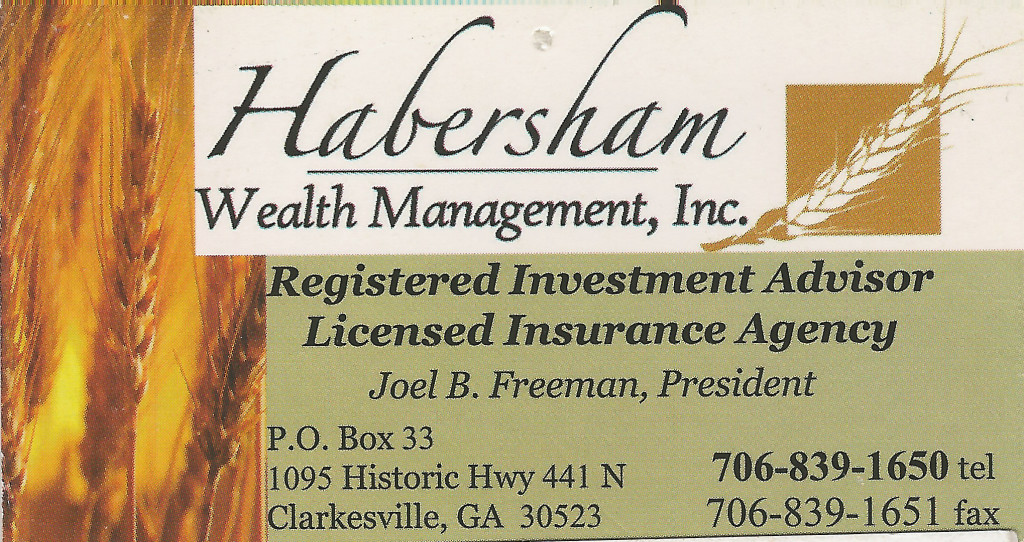 Habersham
Wealth Management, Inc.
Registered Investment Advisor
Licensed Insurance Agency
Joel B. Freeman, President
P.O. Box 33
1095 Historic Hwy 441 N
Clarkesville, GA 30523
706-839-1650 tel
706-839-1651 fax